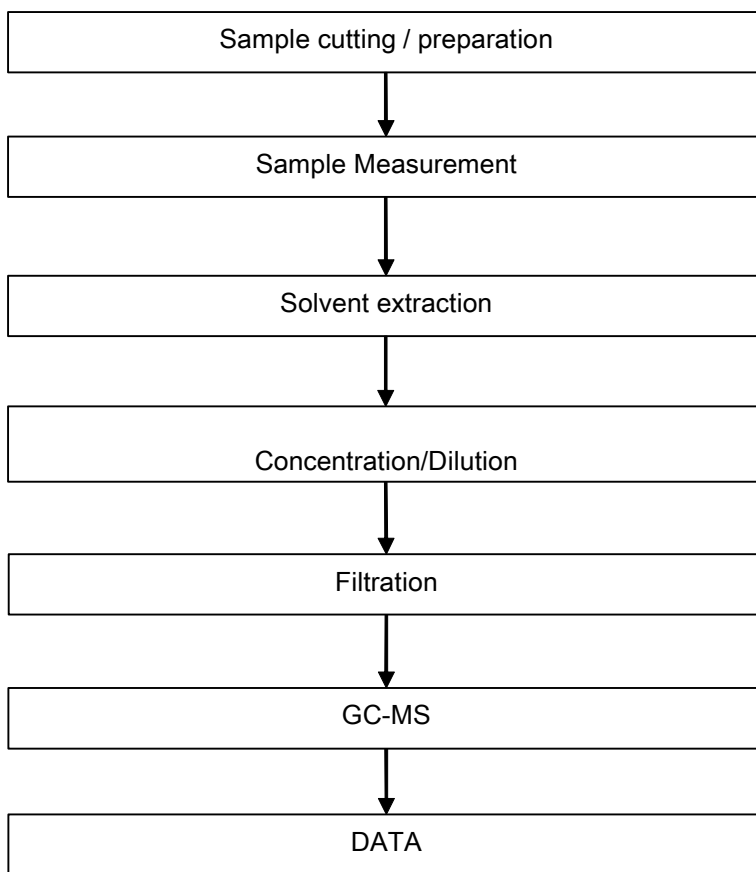 Sample cutting / preparation
Sample Measurement
Solvent extraction
Concentration/Dilution
Filtration
GC-MS
DATA